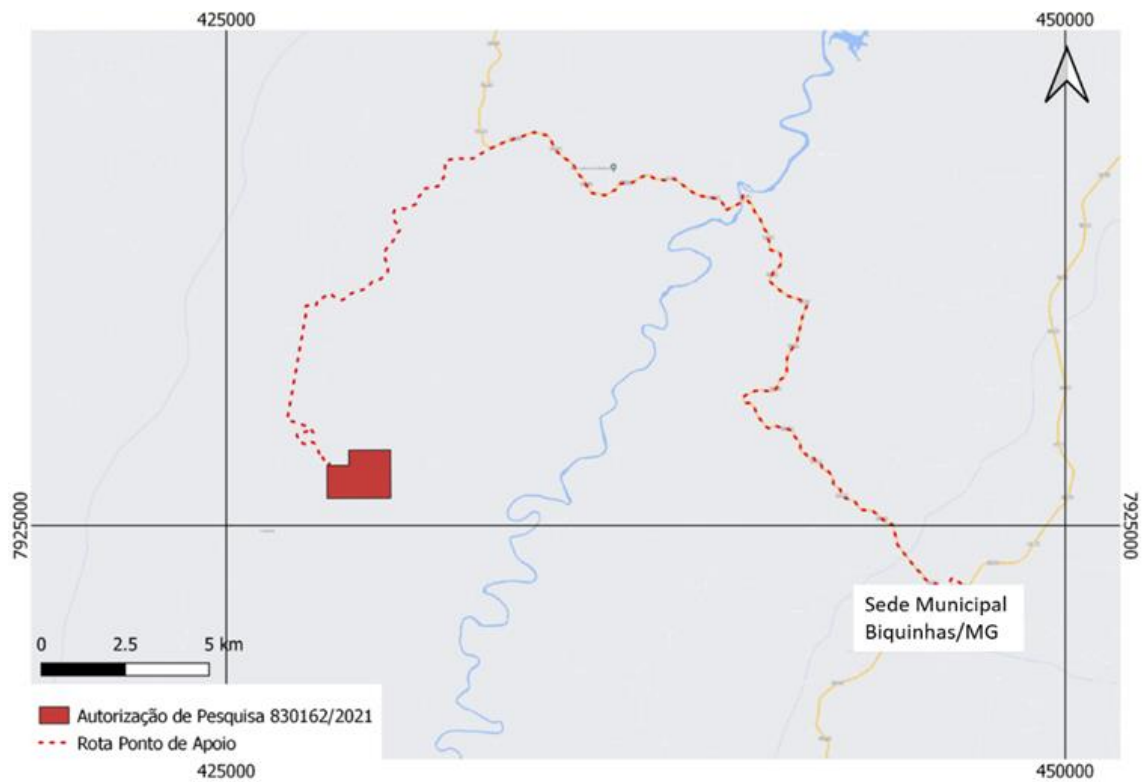 425000
450000
7925000
7925000
Sede Municipal
Biquinhas/MG
0
2.5
5 km
Autorização de Pesquisa 830162/2021
Rota Ponto de Apoio
425000
450000